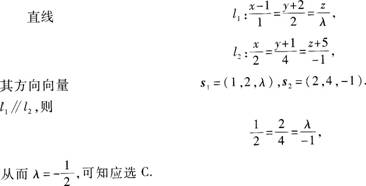 直线 l₁:(x-1)/1=(y+2)/2=z/λ,
l₂:x/2=(y+1)/4=(z+5)/-1,
其方向向量 s₁=(1,2,λ),s₂=(2,4,-1).
l₁∥l₂,则
1/2=2/4=λ/-1,
从而 λ=-1/2,可知应选 C.